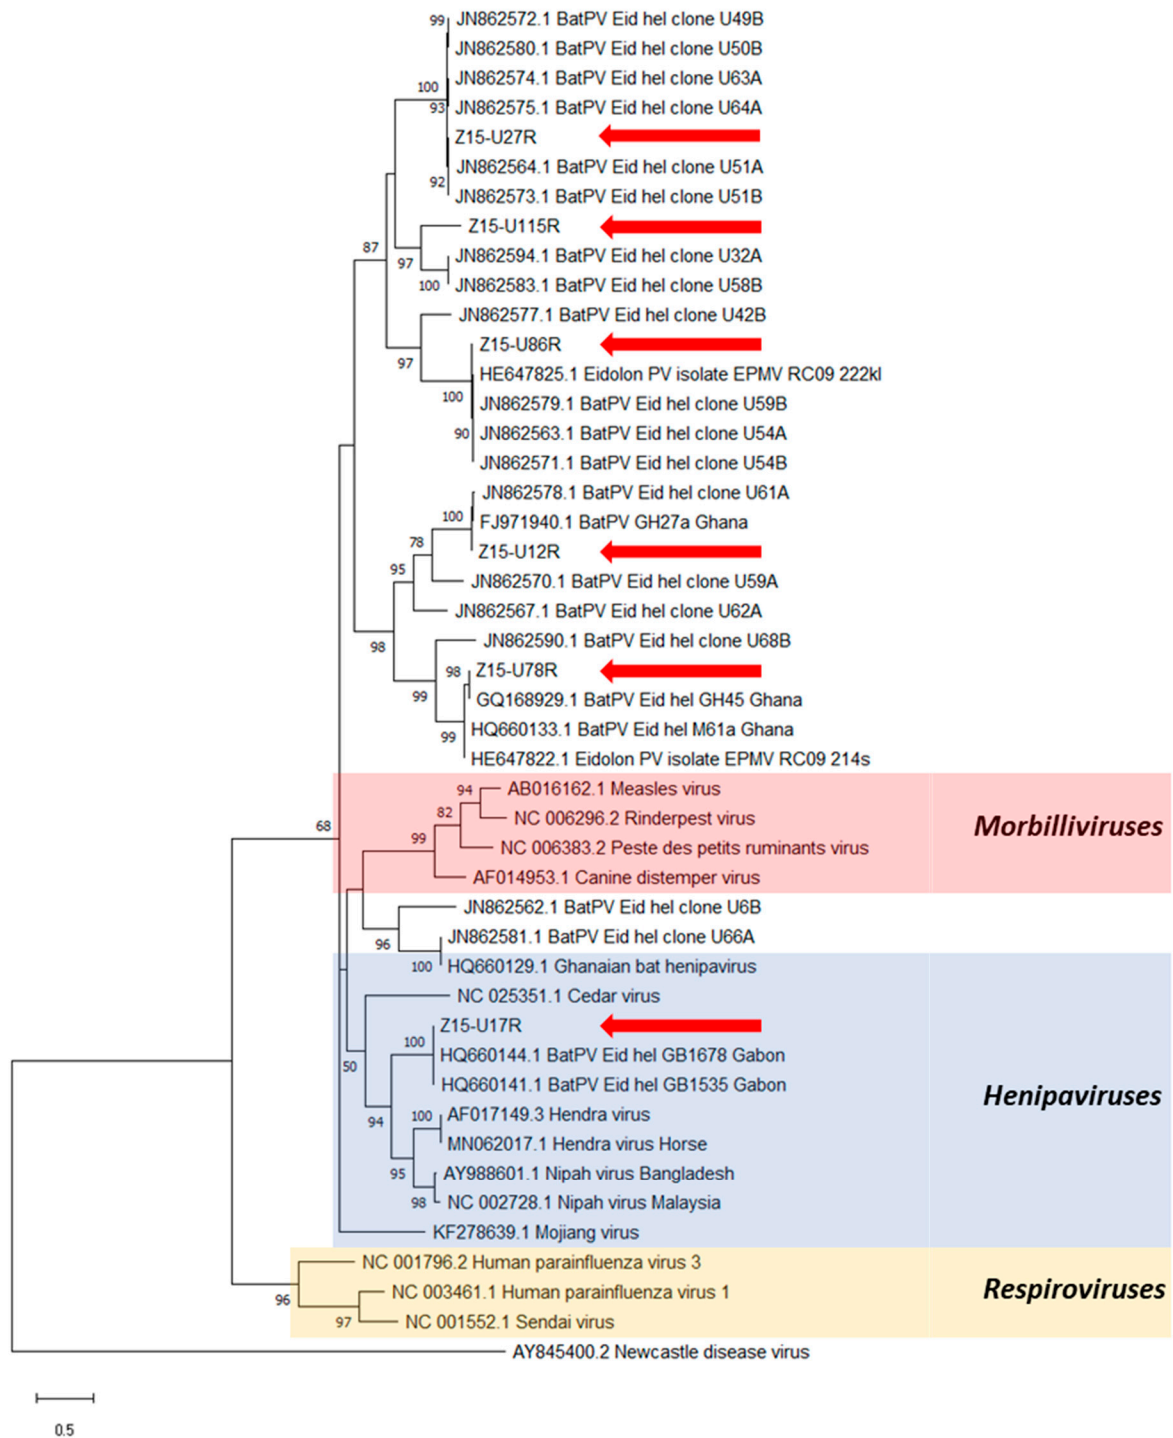 99 JN862572.1 BatPV Eid hel clone U49B
JN862580.1 BatPV Eid hel clone U50B
JN862574.1 BatPV Eid hel clone U63A
100
93 JN862575.1 BatPV Eid hel clone U64A
Z15-U27R
JN862564.1 BatPV Eid hel clone U51A
92
JN862573.1 BatPV Eid hel clone U51B
Z15-U115R
87
97 JN862594.1 BatPV Eid hel clone U32A
100 JN862583.1 BatPV Eid hel clone U58B
JN862577.1 BatPV Eid hel clone U42B
Z15-U86R
97
HE647825.1 Eidolon PV isolate EPMV RC09 222kl
100 JN862579.1 BatPV Eid hel clone U59B
90 JN862563.1 BatPV Eid hel clone U54A
JN862571.1 BatPV Eid hel clone U54B
JN862578.1 BatPV Eid hel clone U61A
100 FJ971940.1 BatPV GH27a Ghana
78 Z15-U12R
95 JN862570.1 BatPV Eid hel clone U59A
JN862567.1 BatPV Eid hel clone U62A
98 JN862590.1 BatPV Eid hel clone U68B
98 Z15-U78R
99 GQ168929.1 BatPV Eid hel GH45 Ghana
99 HQ660133.1 BatPV Eid hel M61a Ghana
HE647822.1 Eidolon PV isolate EPMV RC09 214s
94 AB016162.1 Measles virus
82 NC 006296.2 Rinderpest virus
68 Morbilliviruses
99 NC 006383.2 Peste des petits ruminants virus
AF014953.1 Canine distemper virus
JN862562.1 BatPV Eid hel clone U6B
96 JN862581.1 BatPV Eid hel clone U66A
100 HQ660129.1 Ghanaian bat henipavirus
NC 025351.1 Cedar virus
Z15-U17R
100
HQ660144.1 BatPV Eid hel GB1678 Gabon
50
HQ660141.1 BatPV Eid hel GB1535 Gabon
Henipaviruses
94 100 AF017149.3 Hendra virus
MN062017.1 Hendra virus Horse
95 AY988601.1 Nipah virus Bangladesh
98 NC 002728.1 Nipah virus Malaysia
KF278639.1 Mojiang virus
NC 001796.2 Human parainfluenza virus 3
96 NC 003461.1 Human parainfluenza virus 1
Respiroviruses
97 NC 001552.1 Sendai virus
AY845400.2 Newcastle disease virus
0.5